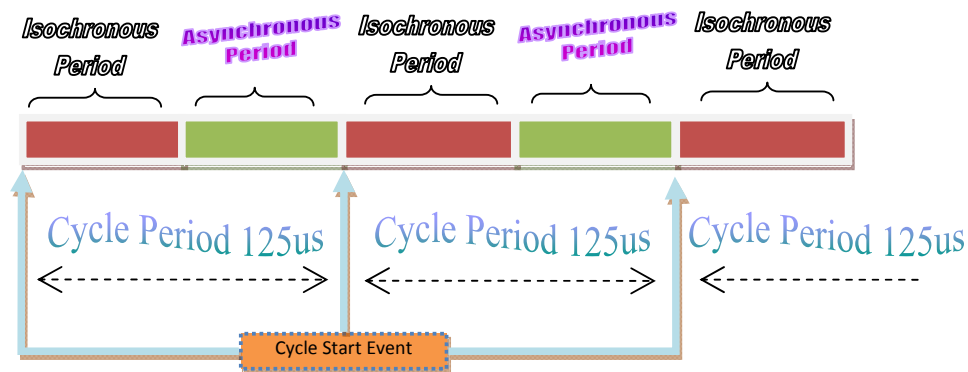 Isochronous
Period
Asynchronous
Period
Isochronous
Period
Asynchronous
Period
Isochronous
Period
Cycle Period 125us
Cycle Period 125us
Cycle Period 125us
Cycle Start Event